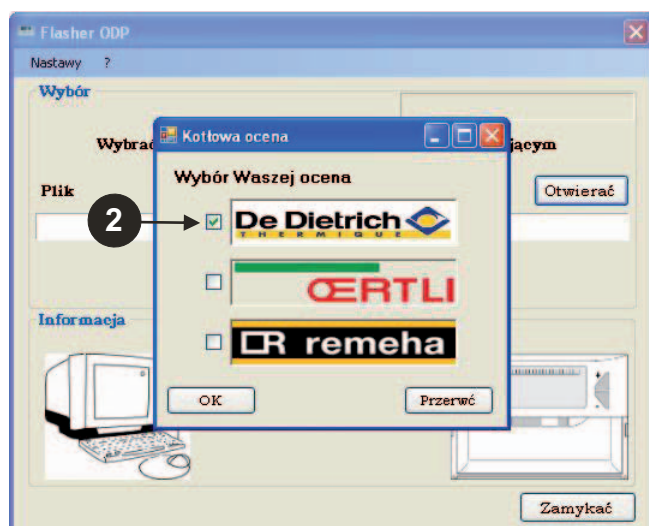 Flasher ODP
Nastawy ?
Wybór
Wybra
jącym
Plik
Otwierać
Kotłowa ocena
Wybór Waszej ocena
2
De Dietrich
THERMIQUE
ŒRTLI
R remeha
OK
Przerwć
Informacja
Zamykać